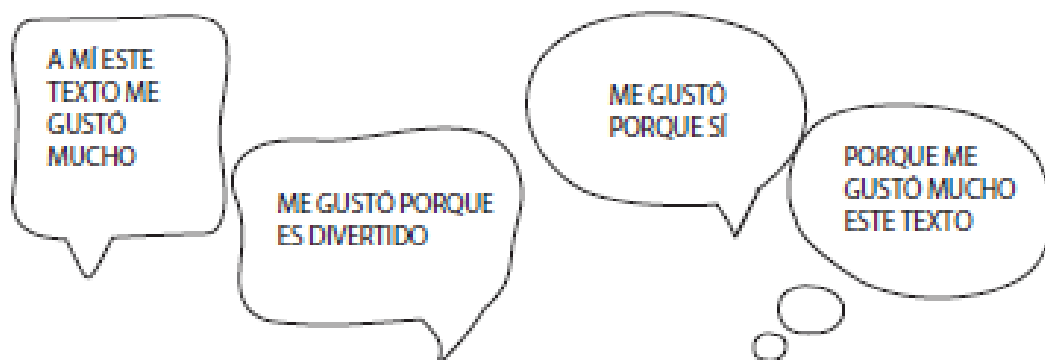 A MÍ ESTE
TEXTO ME
GUSTÓ
MUCHO
ME GUSTÓ PORQUE
ES DIVERTIDO
ME GUSTÓ
PORQUE SÍ
PORQUE ME
GUSTÓ MUCHO
ESTE TEXTO